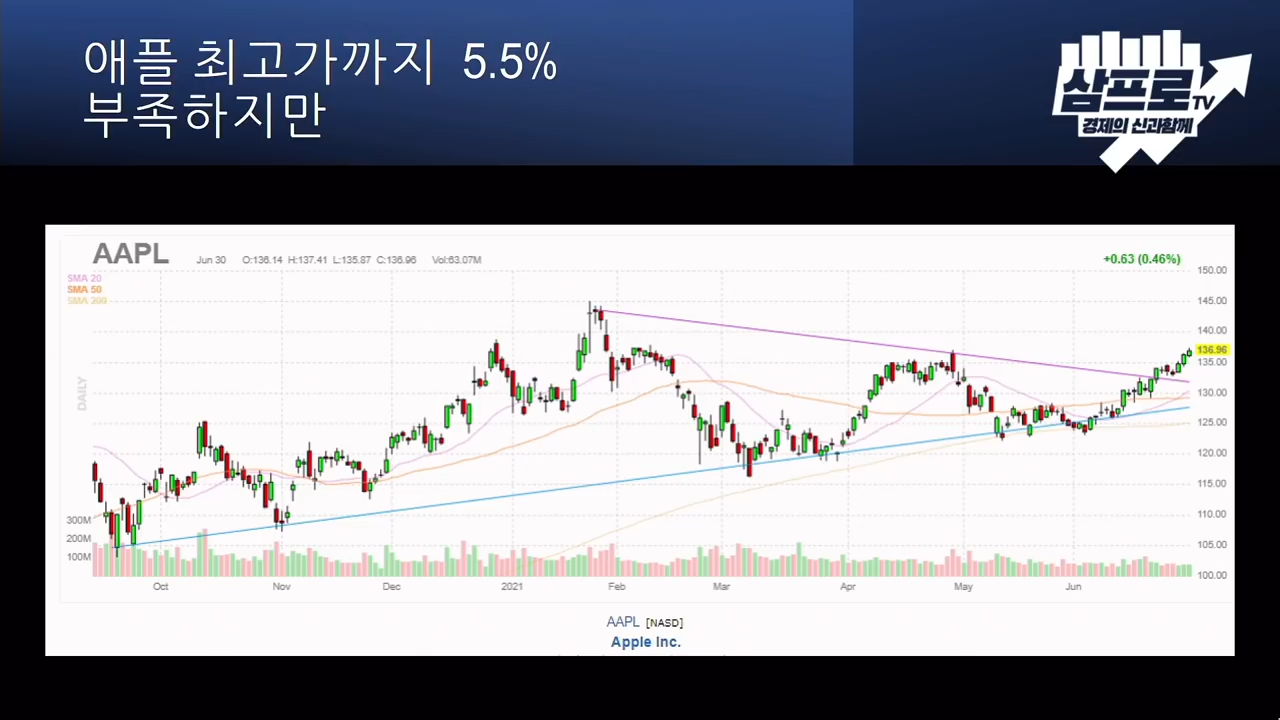 애플 최고가까지 5.5%
부족하지만
삼프로TV
경제의 신과함께
AAPL Jun 30 O:136.14 H:137.41 L:135.87 C:136.96 Vol:63.07M +0.63 (0.46%)
SMA 20
SMA 50
SMA 200
150.00
145.00
140.00
136.96
135.00
130.00
125.00
120.00
115.00
110.00
105.00
100.00
DAILY
300M
200M
100M
Oct Nov Dec 2021 Feb Mar Apr May Jun
AAPL [NASD]
Apple Inc.